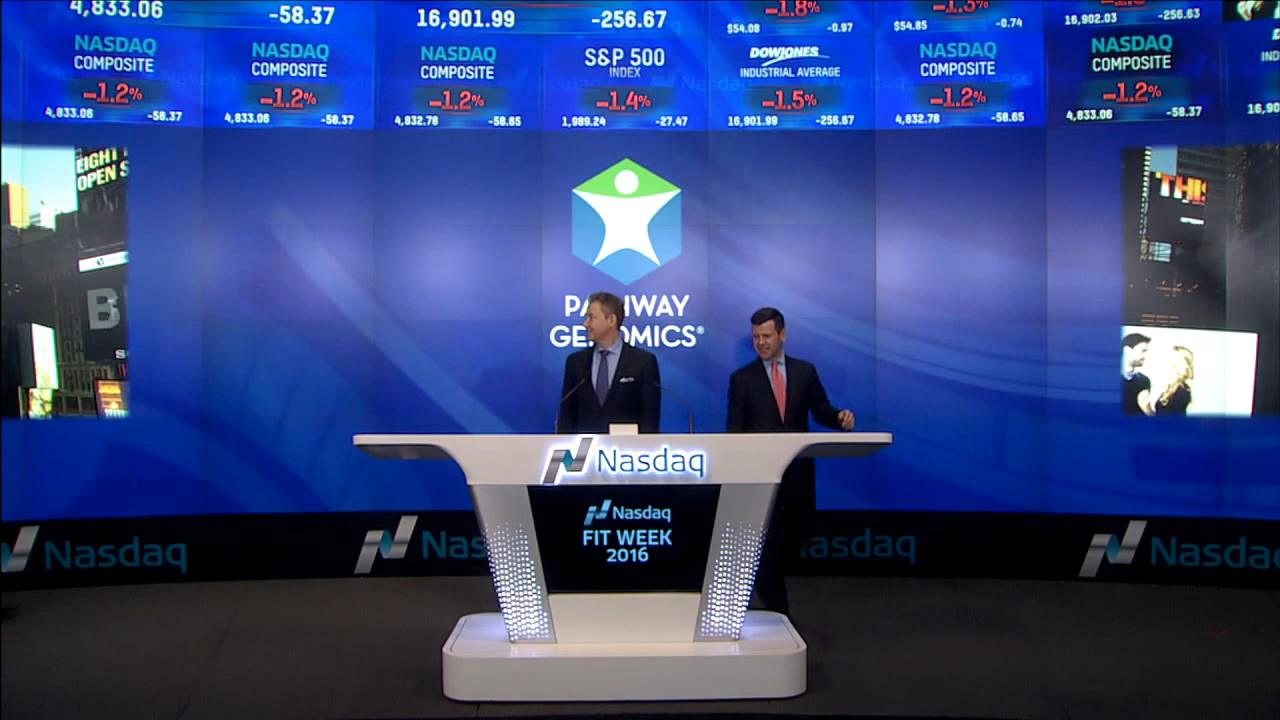 4,833.06 -58.37
16,901.99 -256.67
-1.8%
$54.08 -0.97
$54.85 -0.74
16,902.03 -256.63
NASDAQ
COMPOSITE
-1.2%
4,833.06 -58.37
NASDAQ
COMPOSITE
-1.2%
4,833.06 -58.37
NASDAQ
COMPOSITE
-1.2%
4,832.78 -58.65
S&P 500
INDEX
-1.4%
1,989.24 -27.47
DOWJONES
INDUSTRIAL AVERAGE
-1.5%
16,901.99 -256.67
NASDAQ
COMPOSITE
-1.2%
4,832.78 -58.65
NASDAQ
COMPOSITE
-1.2%
4,833.06 -58.37
EIGHT
OPEN S
B
THIS
PATHWAY
GENOMICS®
Nasdaq
Nasdaq
FIT WEEK
2016
Nasdaq
Nas
asdaq
Nasdaq